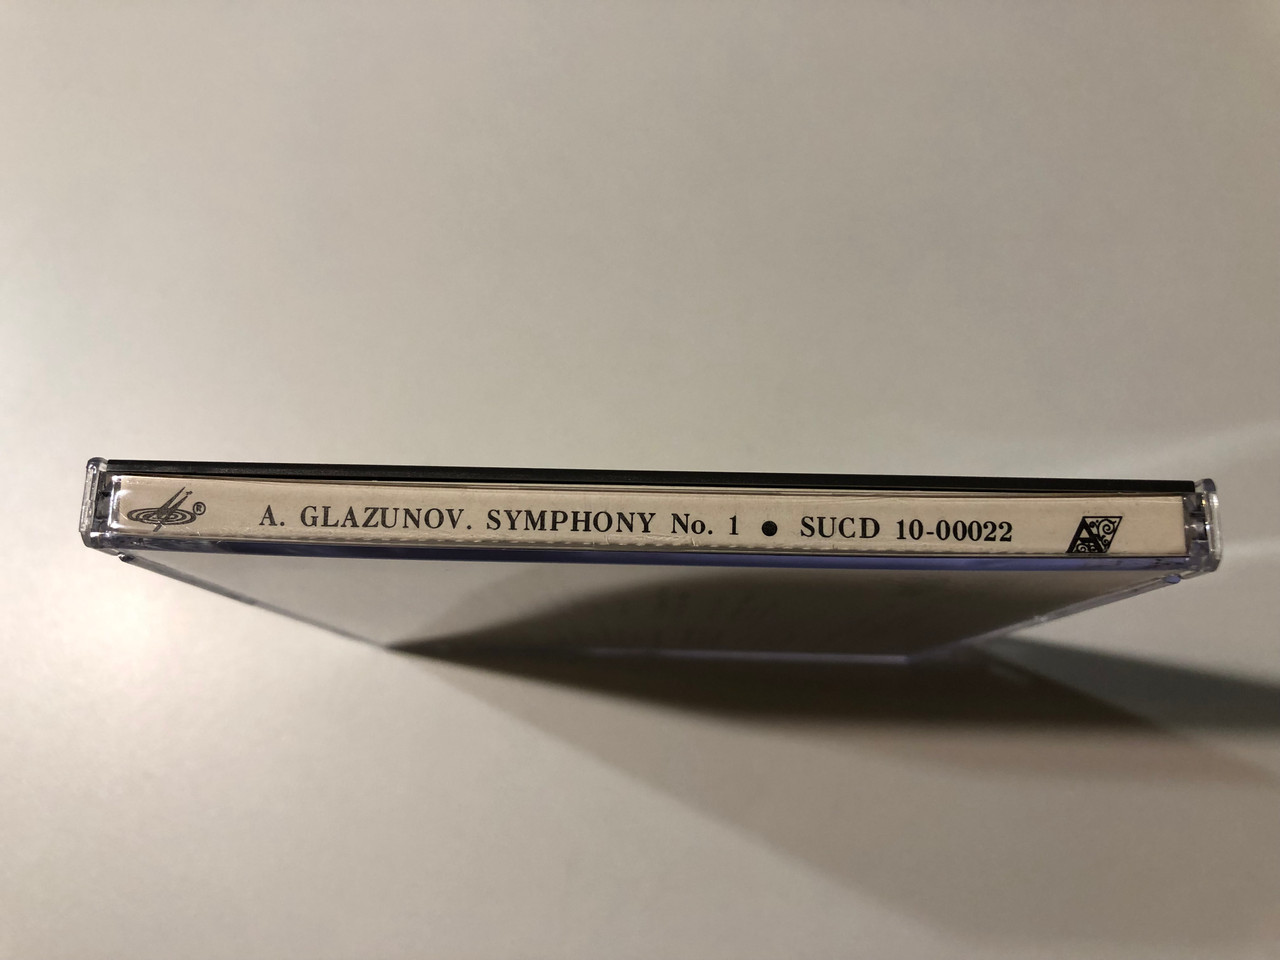 ® A. GLAZUNOV. SYMPHONY No. 1 ● SUCD 10-00022